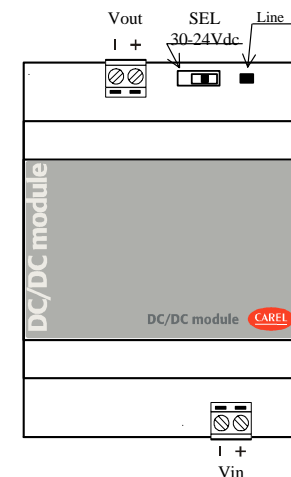 Vout SEL Line
30-24Vdc
DC/DC module
DC/DC module CAREL
Vin